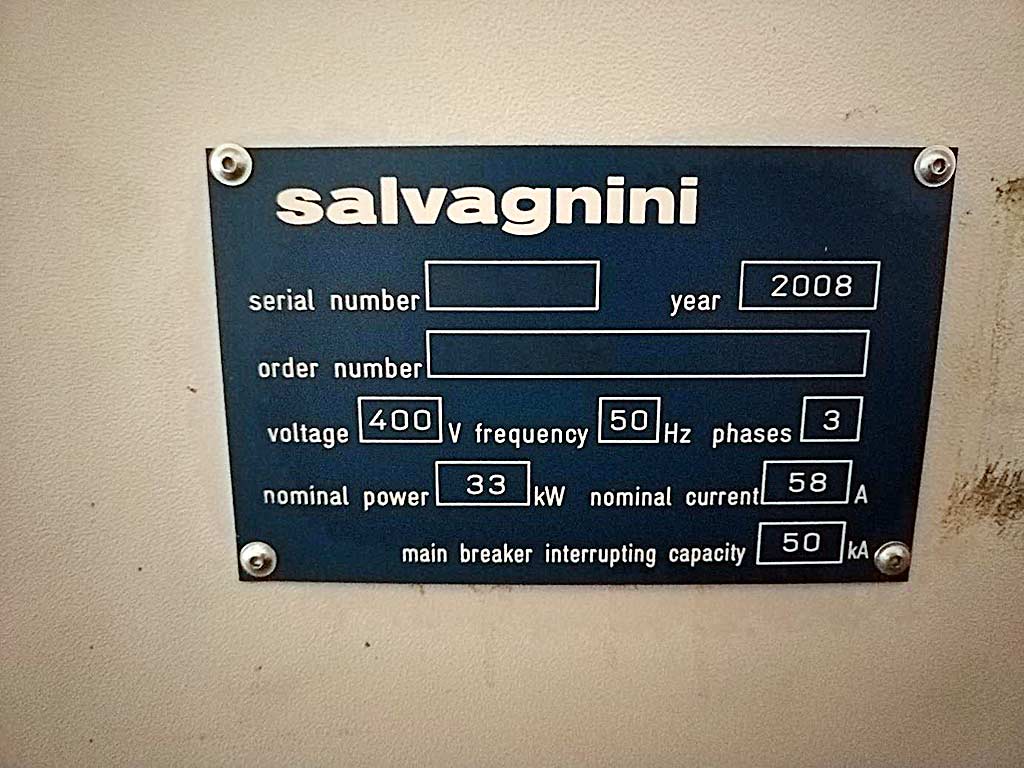 salvagnini
serial number year 2008
order number
voltage 400 V frequency 50 Hz phases 3
nominal power 33 kW nominal current 58 A
main breaker interrupting capacity 50 kA